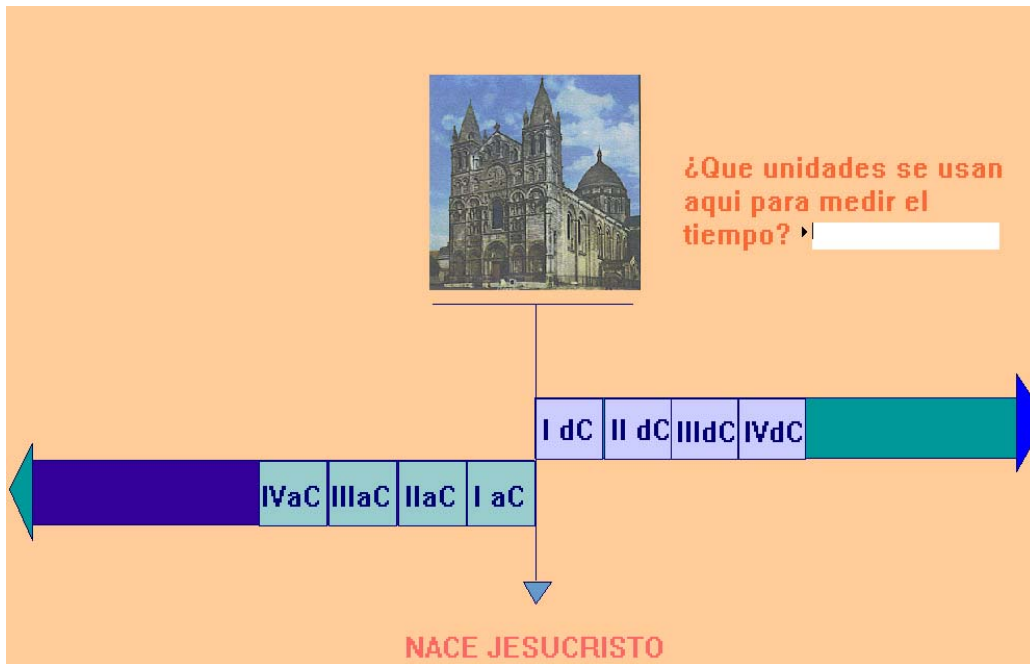 ¿Que unidades se usan
aqui para medir el
tiempo?
I dC II dC IIIdC IVdC
IVaC IIIaC IIaC I aC
NACE JESUCRISTO